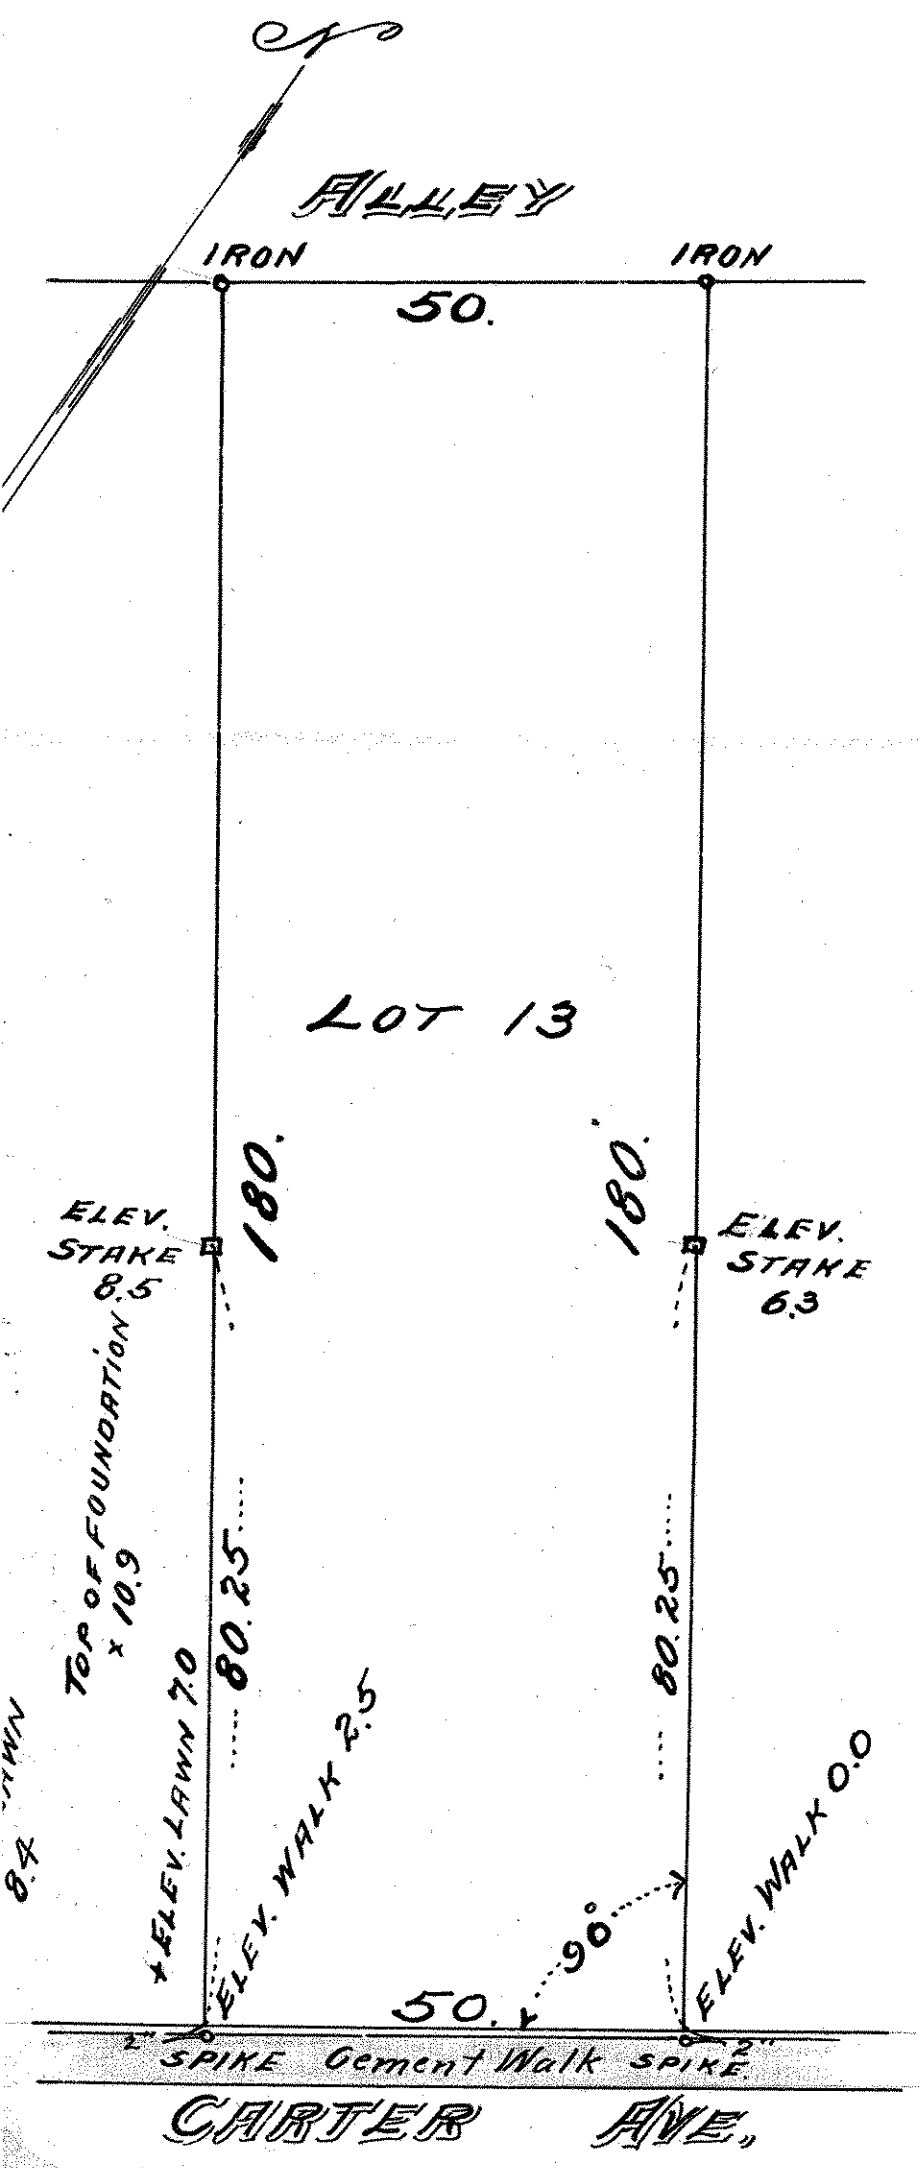 N
ALLEY
IRON
IRON
50.
LOT 13
180.
180.
ELEV.
STAKE
8.5
ELEV.
STAKE
6.3
TOP OF FOUNDATION
x 10.9
80.25
80.25
+ ELEV. LAWN 7.0
ELEV. WALK 2.5
ELEV. WALK 0.0
8.4
90°
50.
2"
2"
SPIKE Cement Walk SPIKE
CARTER AVE.,